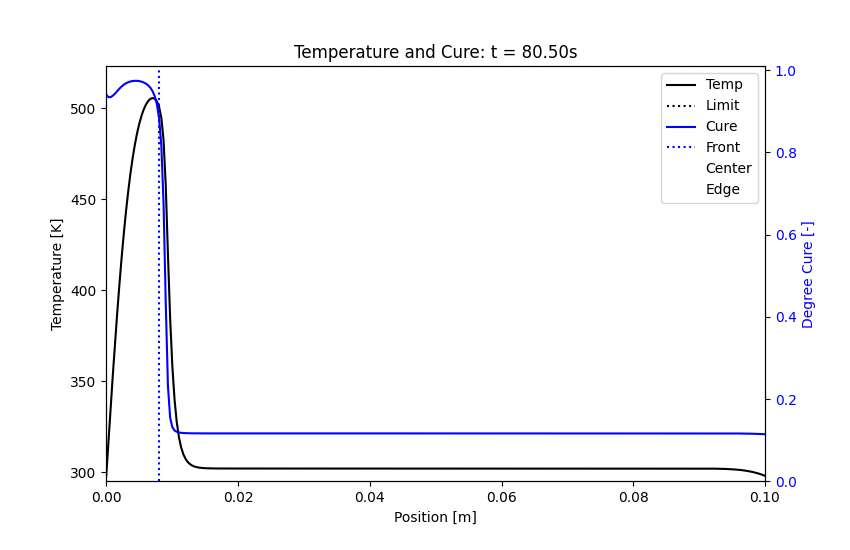 Temperature and Cure: t = 80.50s
Temperature [K]
500
450
400
350
300
Temp
Limit
Cure
Front
Center
Edge
1.0
0.8
0.6
0.4
0.2
0.0
Degree Cure [-]
0.00
0.02
0.04
0.06
0.08
0.10
Position [m]